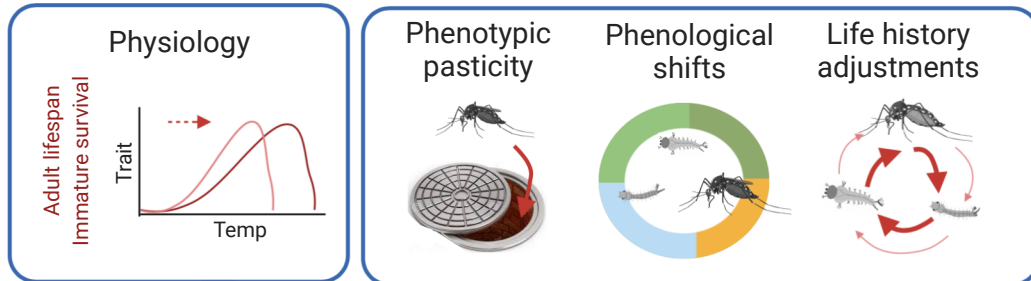 Physiology
Adult lifespan
Immature survival
Trait
Temp
Phenotypic
pasticity
Phenological
shifts
Life history
adjustments